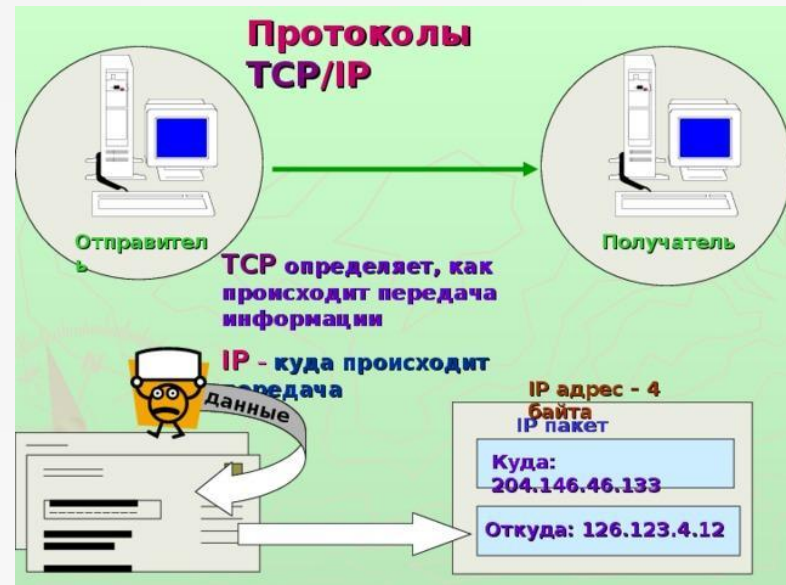 Протоколы
TCP/IP
Отправител
ь
Получатель
TCP определяет, как
происходит передача
информации
IP - куда происходит
передача
данные
IP адрес - 4
байта
IP пакет
Куда:
204.146.46.133
Откуда: 126.123.4.12